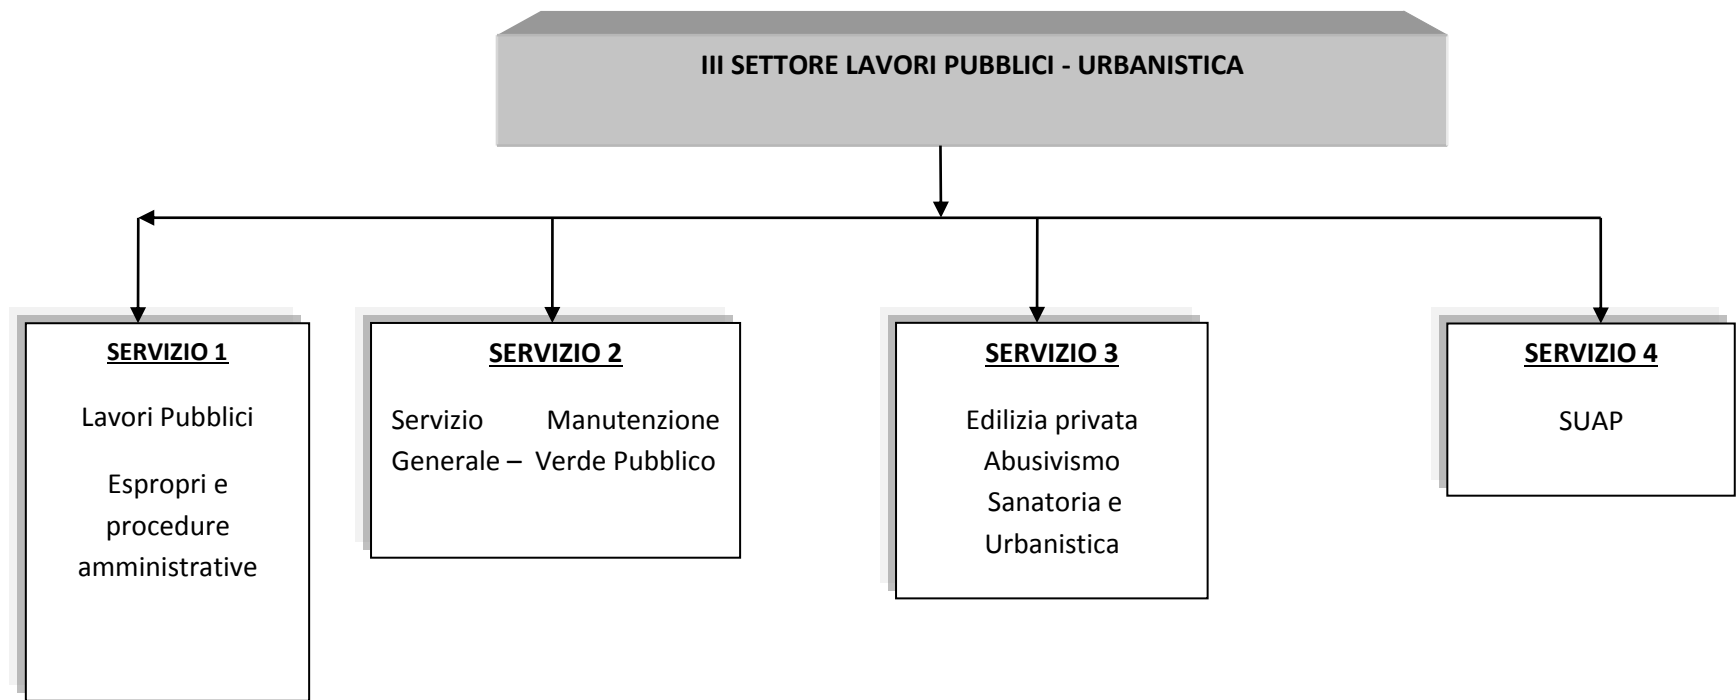 III SETTORE LAVORI PUBBLICI - URBANISTICA
SERVIZIO 1
Lavori Pubblici
Espropri e
procedure
amministrative
SERVIZIO 2
Servizio Manutenzione
Generale – Verde Pubblico
SERVIZIO 3
Edilizia privata
Abusivismo
Sanatoria e
Urbanistica
SERVIZIO 4
SUAP